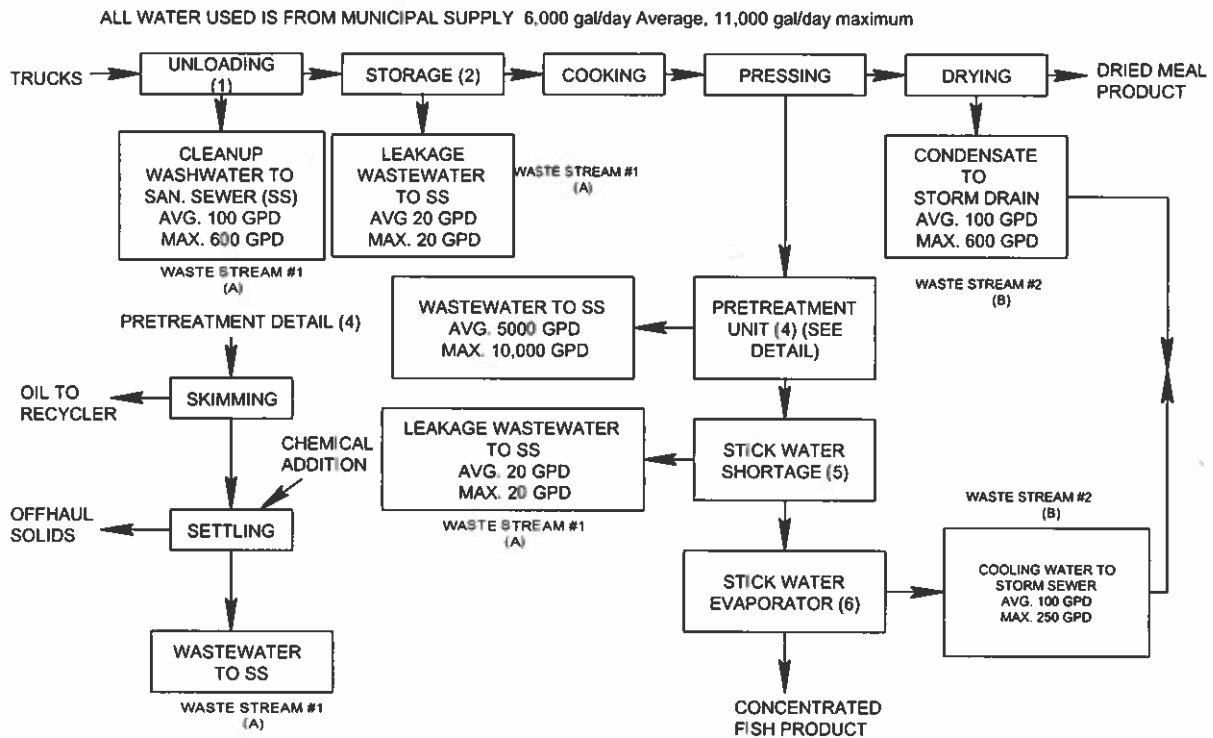 ALL WATER USED IS FROM MUNICIPAL SUPPLY 6,000 gal/day Average, 11,000 gal/day maximum
TRUCKS
UNLOADING
(1)
STORAGE (2)
COOKING
PRESSING
DRYING
DRIED MEAL
PRODUCT
CLEANUP
WASHWATER TO
SAN. SEWER (SS)
AVG. 100 GPD
MAX. 600 GPD
WASTE STREAM #1
(A)
LEAKAGE
WASTEWATER
TO SS
AVG 20 GPD
MAX. 20 GPD
WASTE STREAM #1
(A)
CONDENSATE
TO
STORM DRAIN
AVG. 100 GPD
MAX. 600 GPD
WASTE STREAM #2
(B)
WASTEWATER TO SS
AVG. 5000 GPD
MAX. 10,000 GPD
PRETREATMENT
UNIT (4) (SEE
DETAIL)
PRETREATMENT DETAIL (4)
OIL TO
RECYCLER
SKIMMING
CHEMICAL
ADDITION
OFFHAUL
SOLIDS
SETTLING
WASTEWATER
TO SS
WASTE STREAM #1
(A)
LEAKAGE WASTEWATER
TO SS
AVG. 20 GPD
MAX. 20 GPD
WASTE STREAM #1
(A)
STICK WATER
SHORTAGE (5)
STICK WATER
EVAPORATOR (6)
WASTE STREAM #2
(B)
COOLING WATER TO
STORM SEWER
AVG. 100 GPD
MAX. 250 GPD
CONCENTRATED
FISH PRODUCT